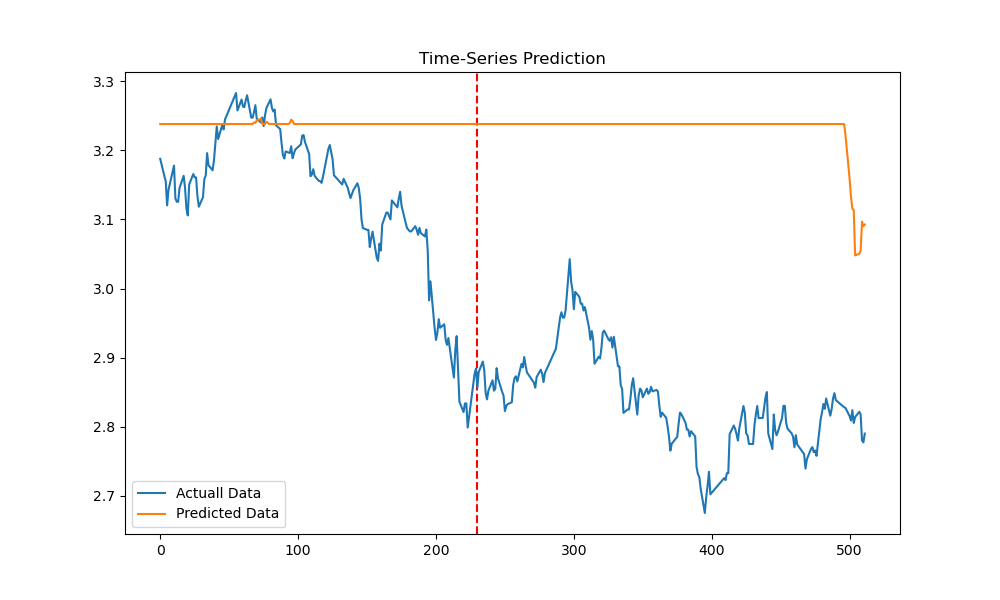 Time-Series Prediction
3.3
3.2
3.1
3.0
2.9
2.8
2.7
Actuall Data
Predicted Data
0 100 200 300 400 500